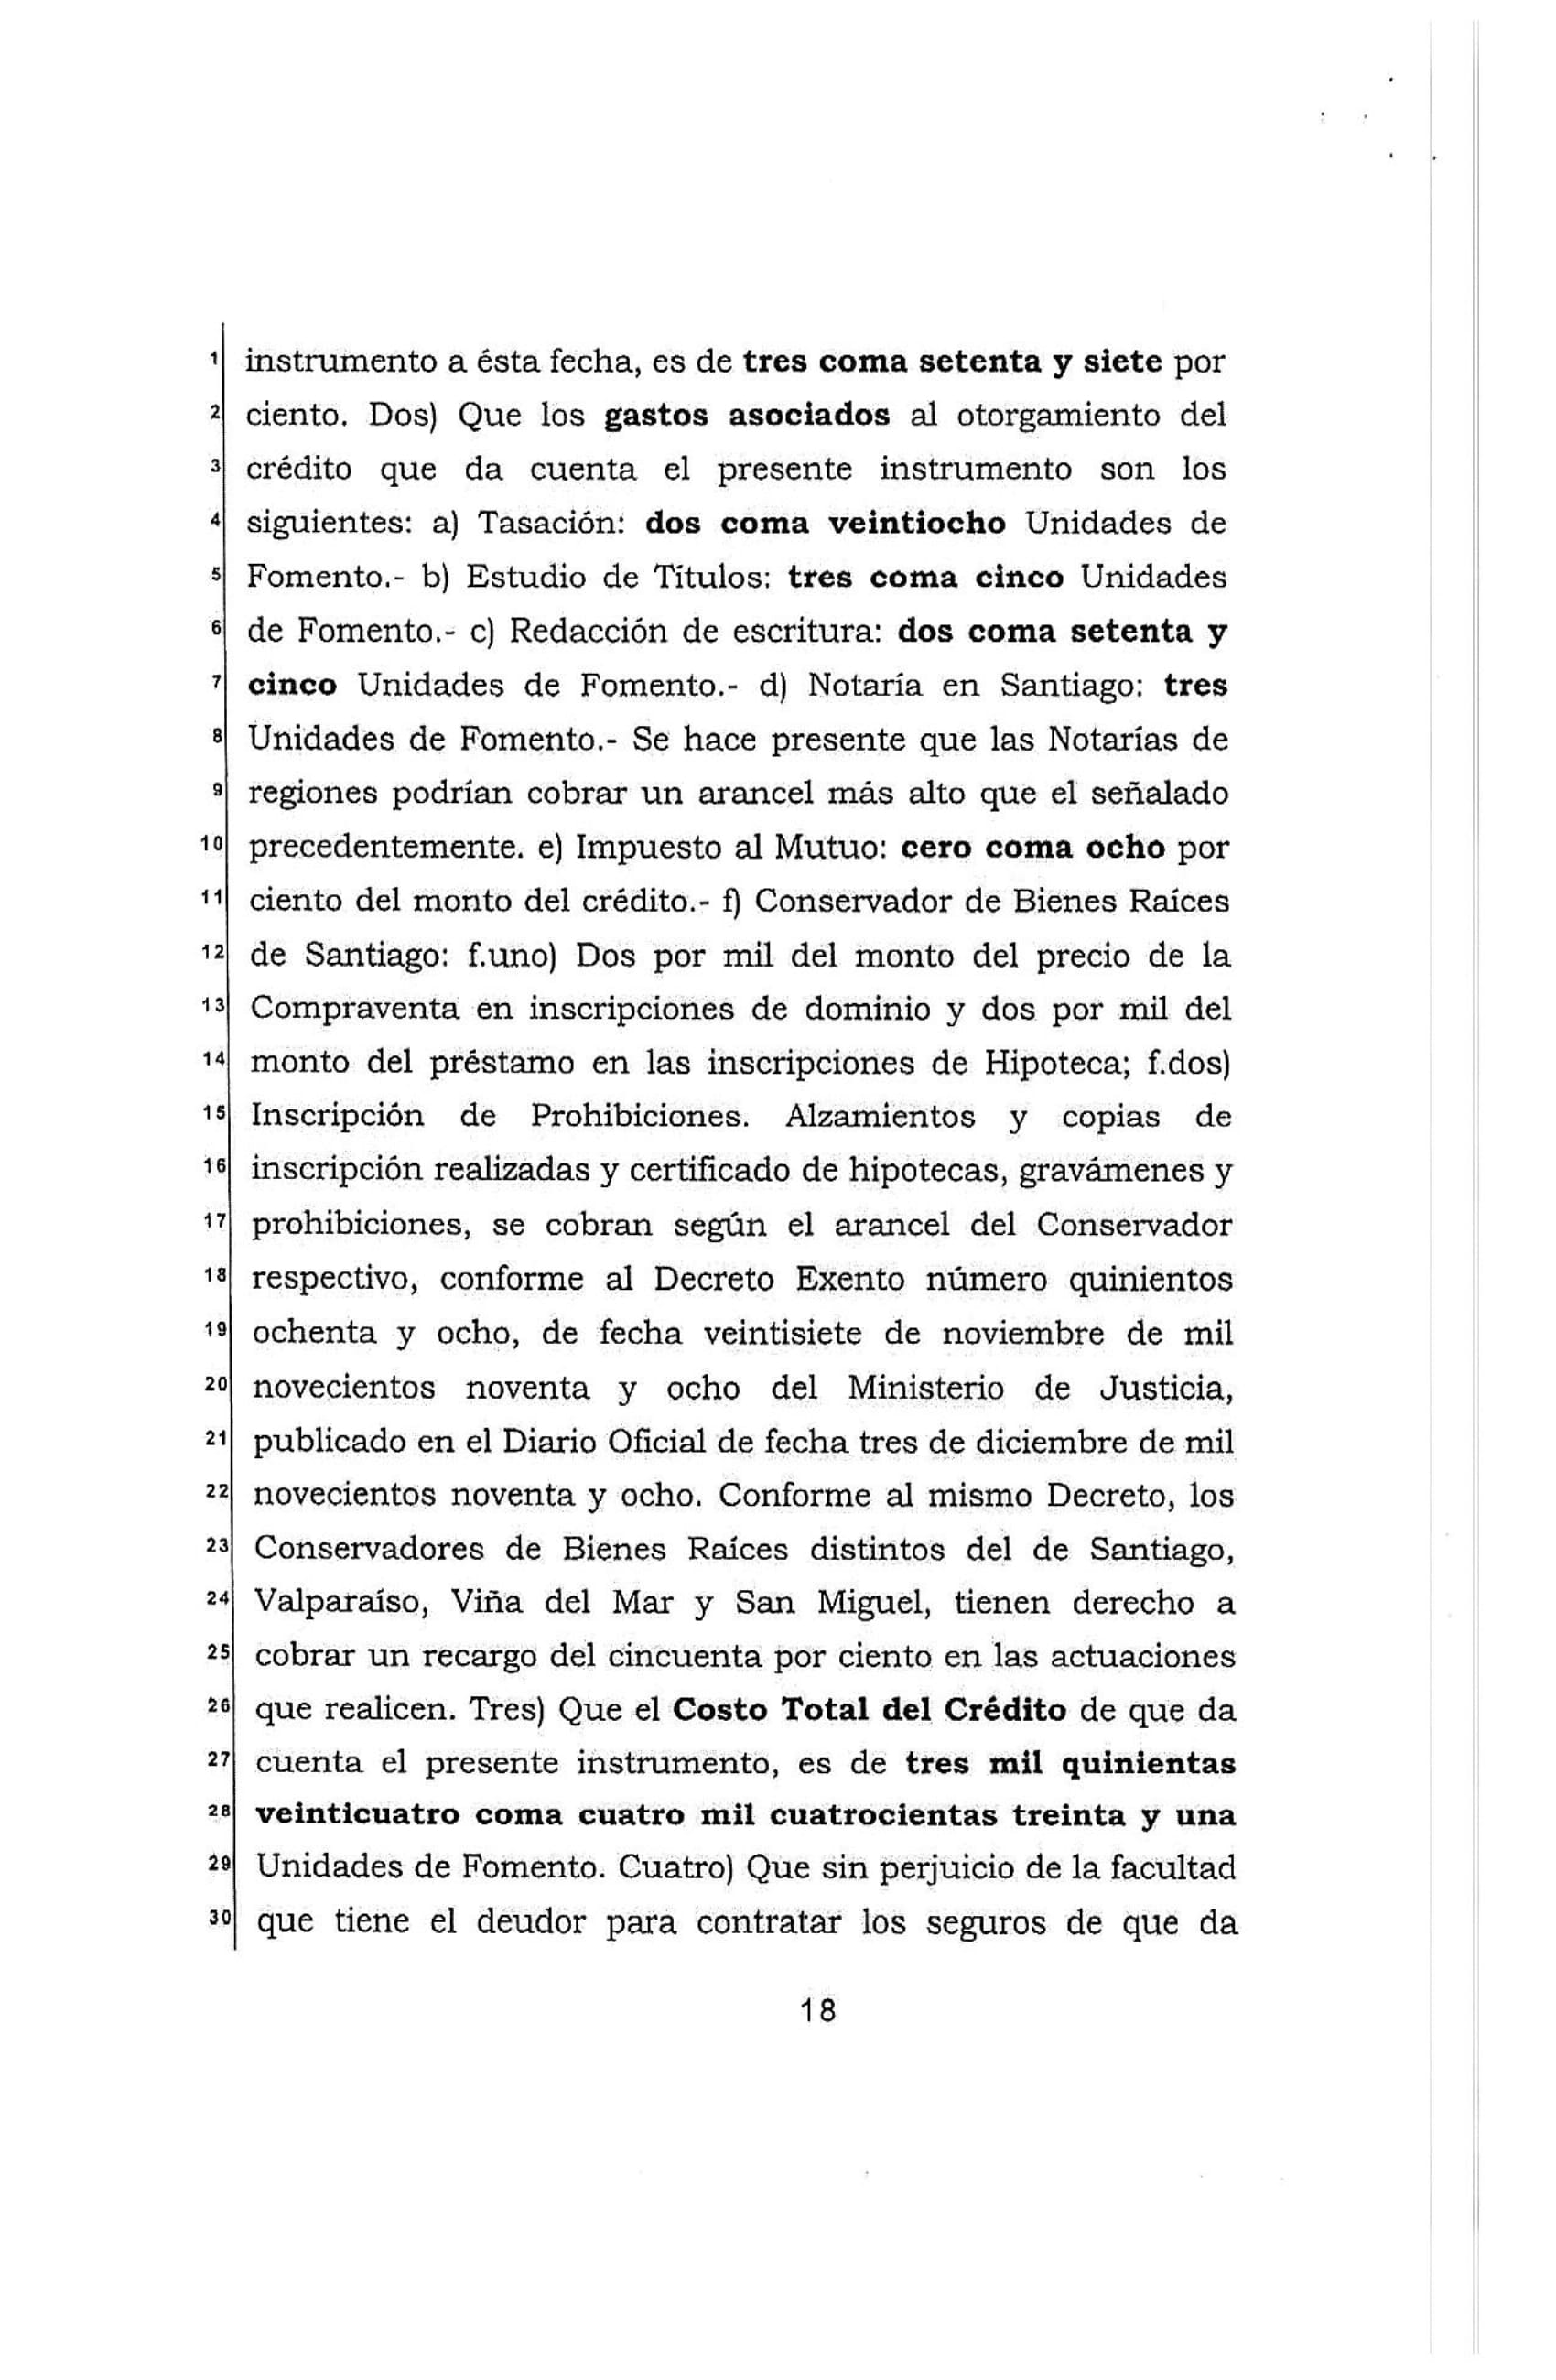 1 instrumento a ésta fecha, es de tres coma setenta y siete por
2 ciento. Dos) Que los gastos asociados al otorgamiento del
3 crédito que da cuenta el presente instrumento son los
4 siguientes: a) Tasación: dos coma veintiocho Unidades de
5 Fomento.- b) Estudio de Títulos: tres coma cinco Unidades
6 de Fomento.- c) Redacción de escritura: dos coma setenta y
7 cinco Unidades de Fomento.- d) Notaría en Santiago: tres
8 Unidades de Fomento.- Se hace presente que las Notarías de
9 regiones podrían cobrar un arancel más alto que el señalado
10 precedentemente. e) Impuesto al Mutuo: cero coma ocho por
11 ciento del monto del crédito.- f) Conservador de Bienes Raíces
12 de Santiago: f.uno) Dos por mil del monto del precio de la
13 Compraventa en inscripciones de dominio y dos por mil del
14 monto del préstamo en las inscripciones de Hipoteca; f.dos)
15 Inscripción de Prohibiciones. Alzamientos y copias de
16 inscripción realizadas y certificado de hipotecas, gravámenes y
17 prohibiciones, se cobran según el arancel del Conservador
18 respectivo, conforme al Decreto Exento número quinientos
19 ochenta y ocho, de fecha veintisiete de noviembre de mil
20 novecientos noventa y ocho del Ministerio de Justicia,
21 publicado en el Diario Oficial de fecha tres de diciembre de mil
22 novecientos noventa y ocho. Conforme al mismo Decreto, los
23 Conservadores de Bienes Raíces distintos del de Santiago,
24 Valparaíso, Viña del Mar y San Miguel, tienen derecho a
25 cobrar un recargo del cincuenta por ciento en las actuaciones
26 que realicen. Tres) Que el Costo Total del Crédito de que da
27 cuenta el presente instrumento, es de tres mil quinientas
28 veinticuatro coma cuatro mil cuatrocientas treinta y una
29 Unidades de Fomento. Cuatro) Que sin perjuicio de la facultad
30 que tiene el deudor para contratar los seguros de que da
18